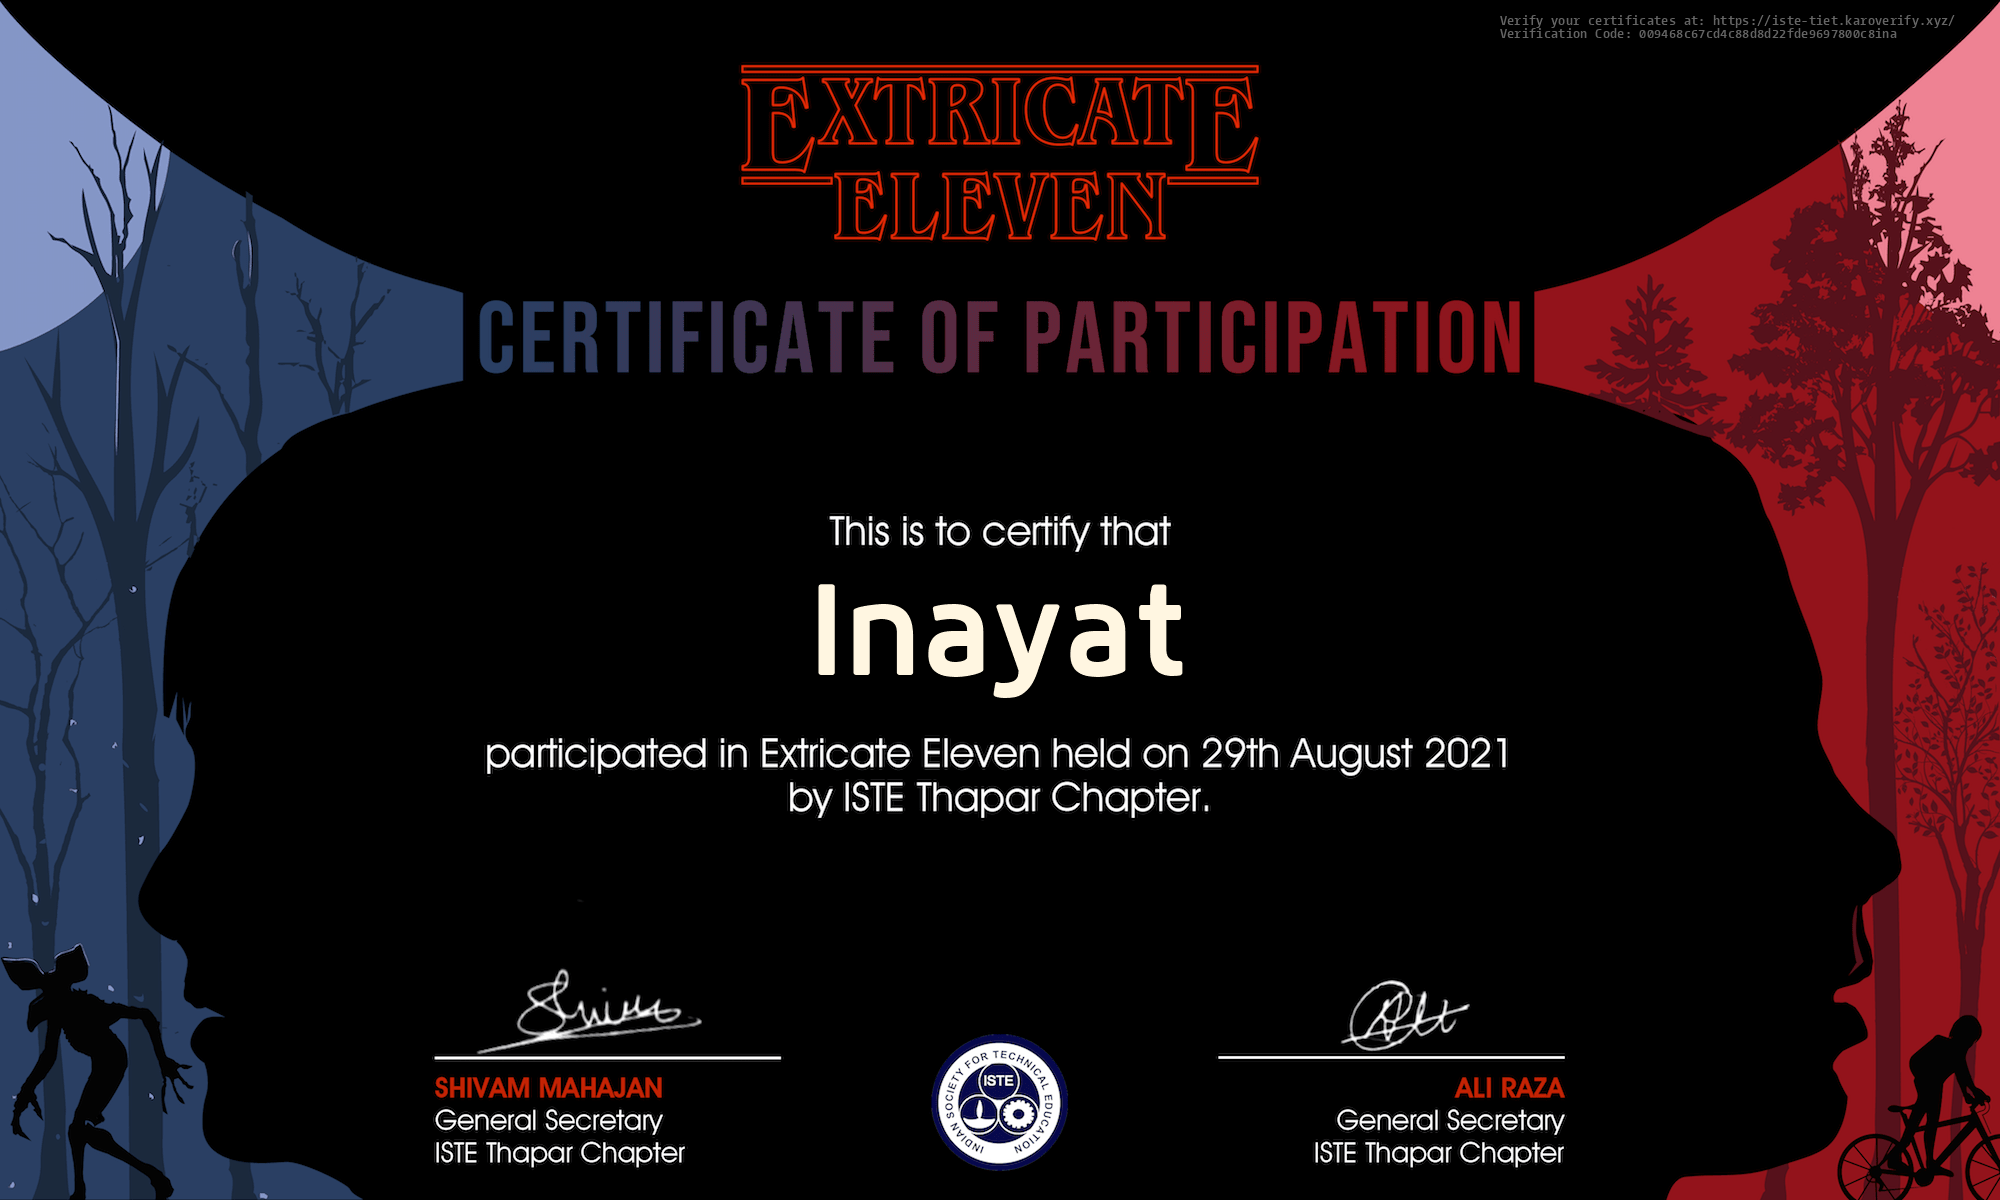 Verify your certificates at: https://iste-tiet.karoverify.xyz/
Verification Code: 009468c67cd4c88d8d22fde9697800c8ina
EXTRICATE
ELEVEN
CERTIFICATE OF PARTICIPATION
This is to certify that
Inayat
participated in Extricate Eleven held on 29th August 2021
by ISTE Thapar Chapter.
SHIVAM MAHAJAN
General Secretary
ISTE Thapar Chapter
INDIAN SOCIETY FOR TECHNICAL EDUCATION
ISTE
ALI RAZA
General Secretary
ISTE Thapar Chapter